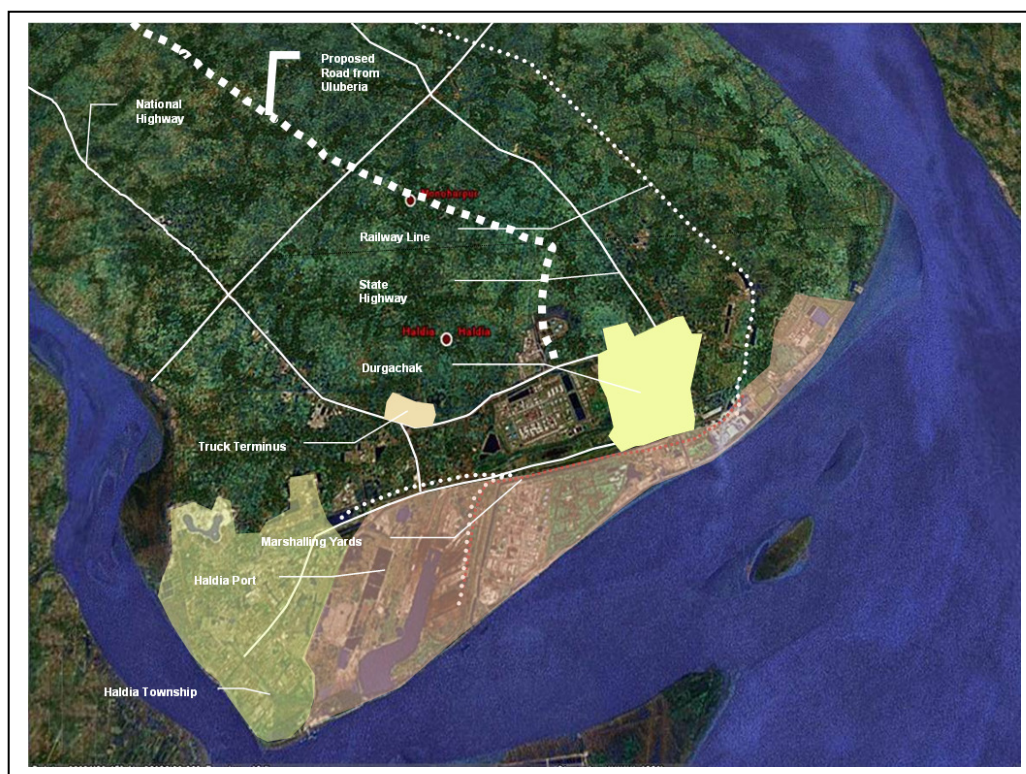 Proposed
Road from
Uluberia
National
Highway
Railway Line
State
Highway
Haldia Haldia
Durgachak
Truck Terminus
Marshalling Yards
Haldia Port
Haldia Township